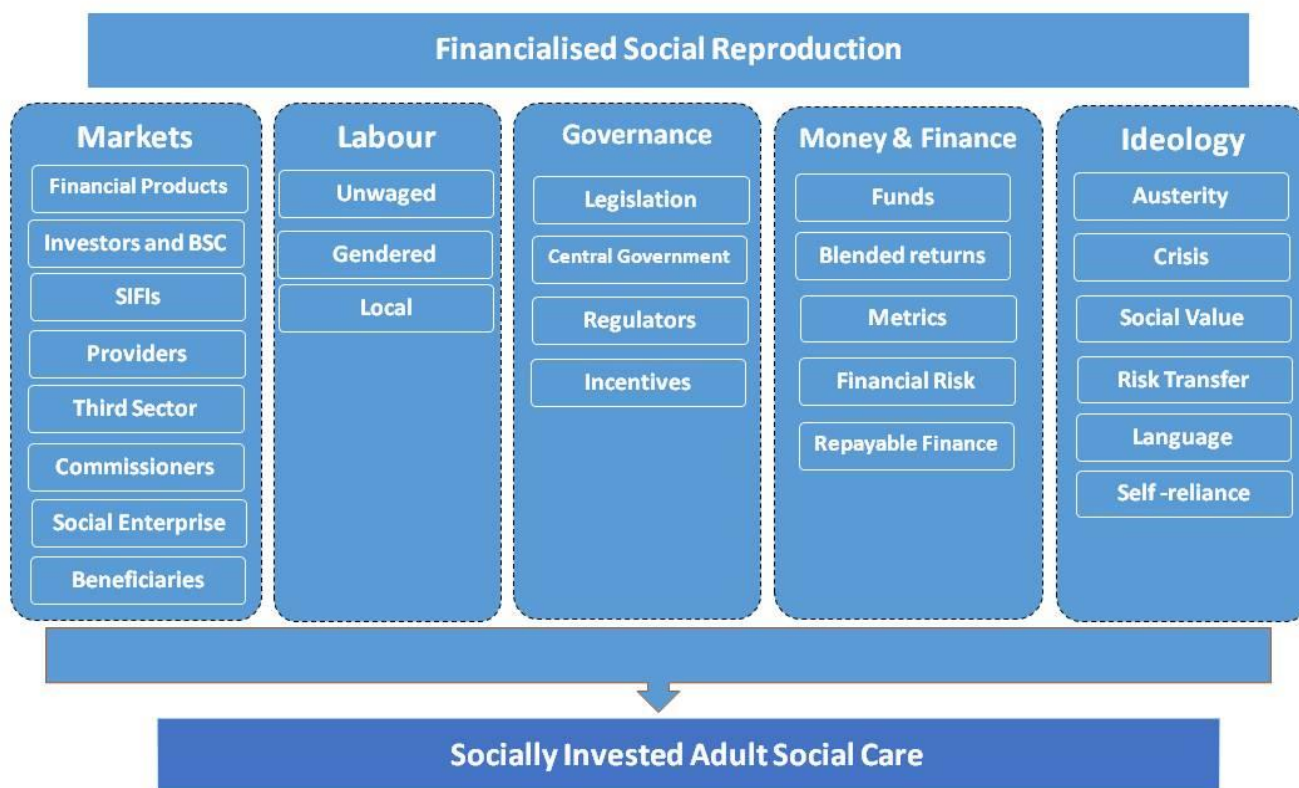 Financialised Social Reproduction
Markets
Financial Products
Investors and BSC
SIFIs
Providers
Third Sector
Commissioners
Social Enterprise
Beneficiaries
Labour
Unwaged
Gendered
Local
Governance
Legislation
Central Government
Regulators
Incentives
Money & Finance
Funds
Blended returns
Metrics
Financial Risk
Repayable Finance
Ideology
Austerity
Crisis
Social Value
Risk Transfer
Language
Self -reliance
Socially Invested Adult Social Care